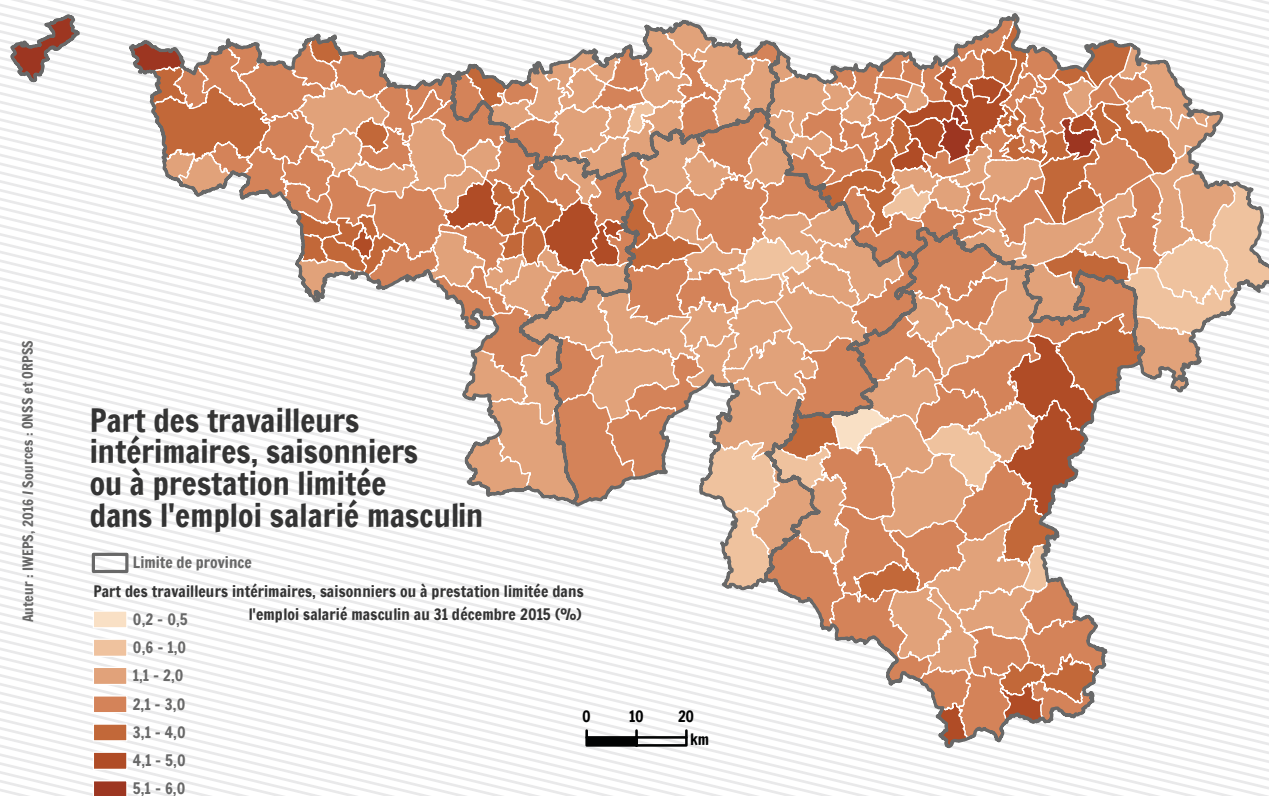 Part des travailleurs
intérimaires, saisonniers
ou à prestation limitée
dans l'emploi salarié masculin
Limite de province
Part des travailleurs intérimaires, saisonniers ou à prestation limitée dans
l'emploi salarié masculin au 31 décembre 2015 (%)
0,2 - 0,5
0,6 - 1,0
1,1 - 2,0
2,1 - 3,0
3,1 - 4,0
4,1 - 5,0
5,1 - 6,0
0 10 20
km
Auteur : IWEPS, 2016 / Sources : ONSS et ORPSS